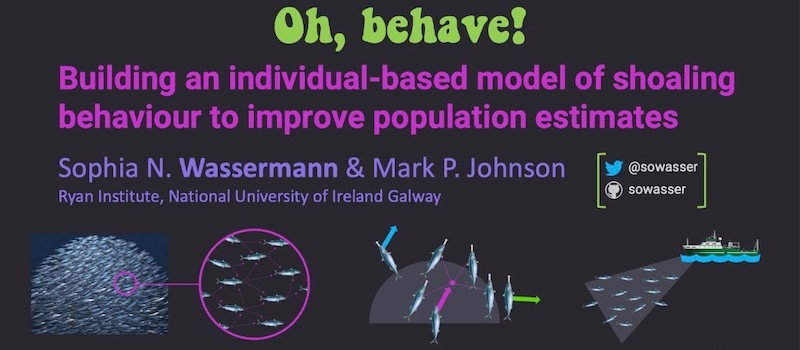 Oh, behave!
Building an individual-based model of shoaling
behaviour to improve population estimates
Sophia N. Wassermann & Mark P. Johnson
Ryan Institute, National University of Ireland Galway
@sowasser
sowasser